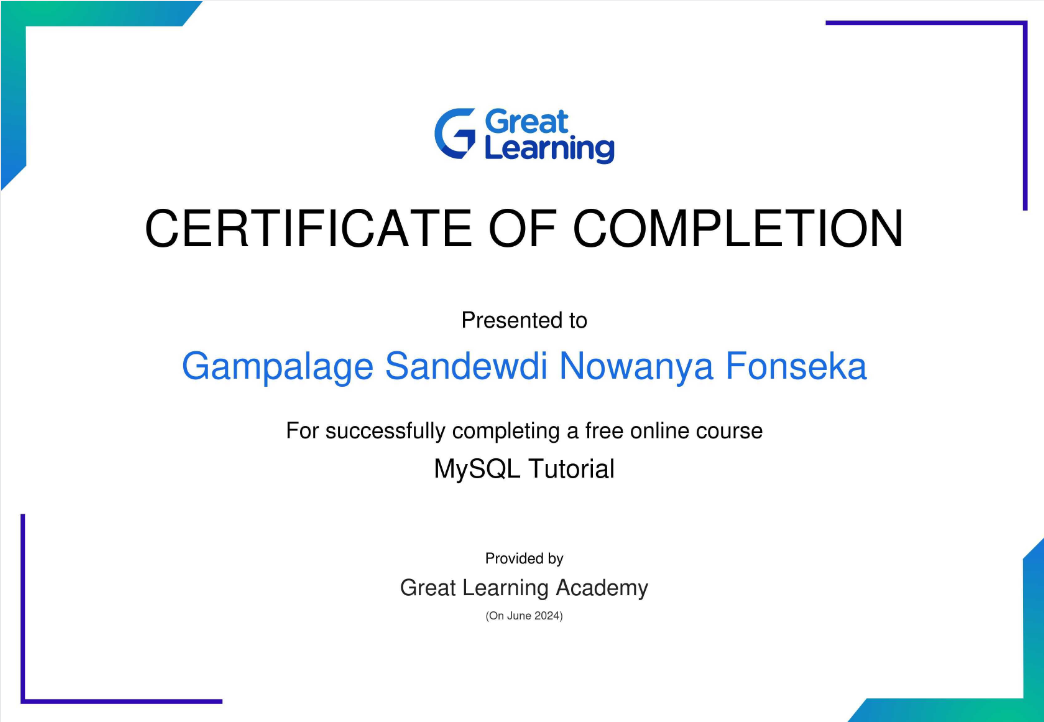 Great
Learning
CERTIFICATE OF COMPLETION
Presented to
Gampalage Sandewdi Nowanya Fonseka
For successfully completing a free online course
MySQL Tutorial
Provided by
Great Learning Academy
(On June 2024)